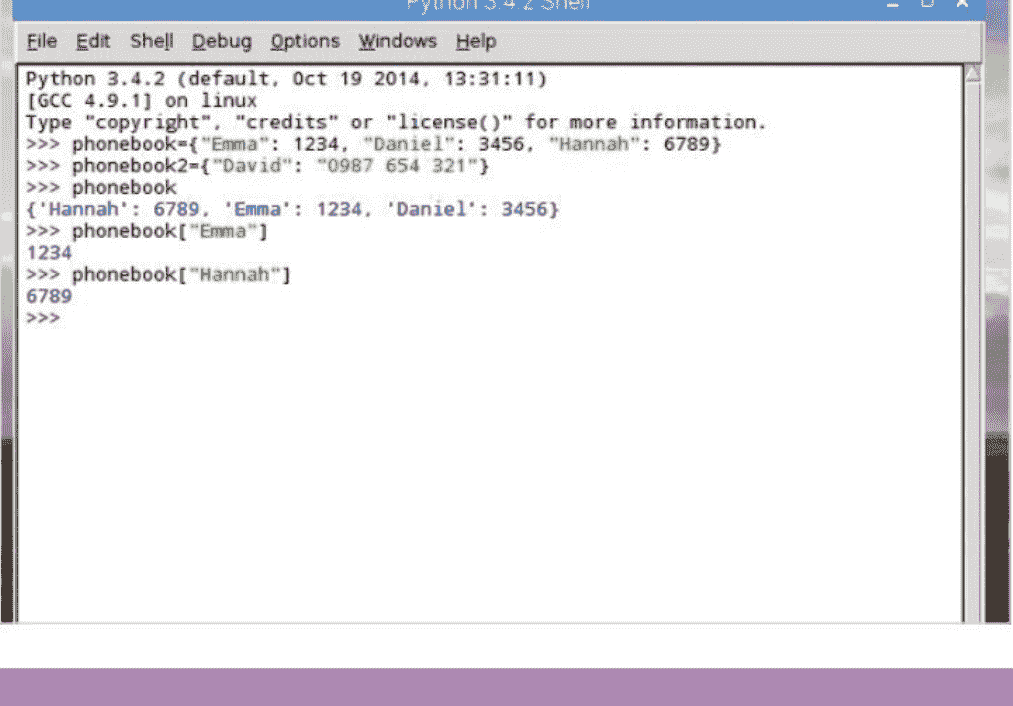 Python 3.4.2 Shell
File Edit Shell Debug Options Windows Help
Python 3.4.2 (default, Oct 19 2014, 13:31:11)
[GCC 4.9.1] on linux
Type "copyright", "credits" or "license()" for more information.
>>> phonebook={"Emma": 1234, "Daniel": 3456, "Hannah": 6789}
>>> phonebook2={"David": "0987 654 321"}
>>> phonebook
{'Hannah': 6789, 'Emma': 1234, 'Daniel': 3456}
>>> phonebook["Emma"]
1234
>>> phonebook["Hannah"]
6789
>>>